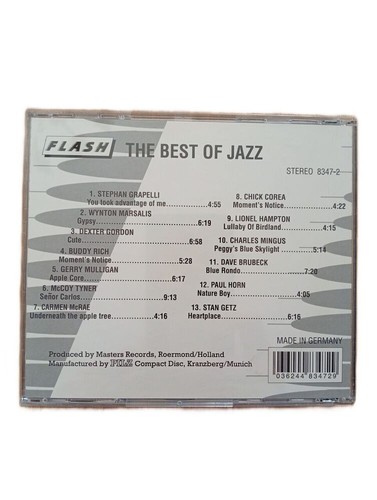 FLASH THE BEST OF JAZZ
STEREO 8347-2
1. STEPHAN GRAPELLI
You look advantage of me 4:55
2. WYNTON MARSALIS
Gypsy 6:19
3. DEXTER GORDON
Cute 6:58
4. BUDDY RICH
Moment's Notice 5:28
5. GERRY MULLIGAN
Apple Core 6:17
6. McCOY TYNER
Señor Carlos 9:13
7. CARMEN McRAE
Underneath the apple tree 4:16
8. CHICK COREA
Moment's Notice 4:22
9. LIONEL HAMPTON
Lullaby Of Birdland 4:15
10. CHARLES MINGUS
Peggy's Blue Skylight 5:14
11. DAVE BRUBECK
Blue Rondo 7:20
12. PAUL HORN
Nature Boy 4:05
13. STAN GETZ
Heartplace 6:16
MADE IN GERMANY
Produced by Masters Records, Roermond/Holland
Manufactured by PILZ Compact Disc, Kranzberg/Munich
036244 834729